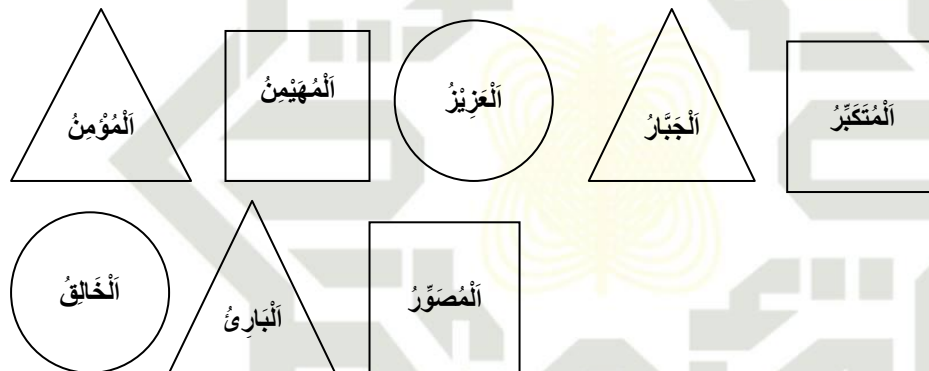 اَلْمُؤْمِنُ
اَلْمُهَيْمِنُ
اَلْعَزِيْزُ
اَلْجَبَّارُ
اَلْمُتَكَبِّرُ
اَلْخَالِقُ
اَلْبَارِئُ
اَلْمُصَوِّرُ